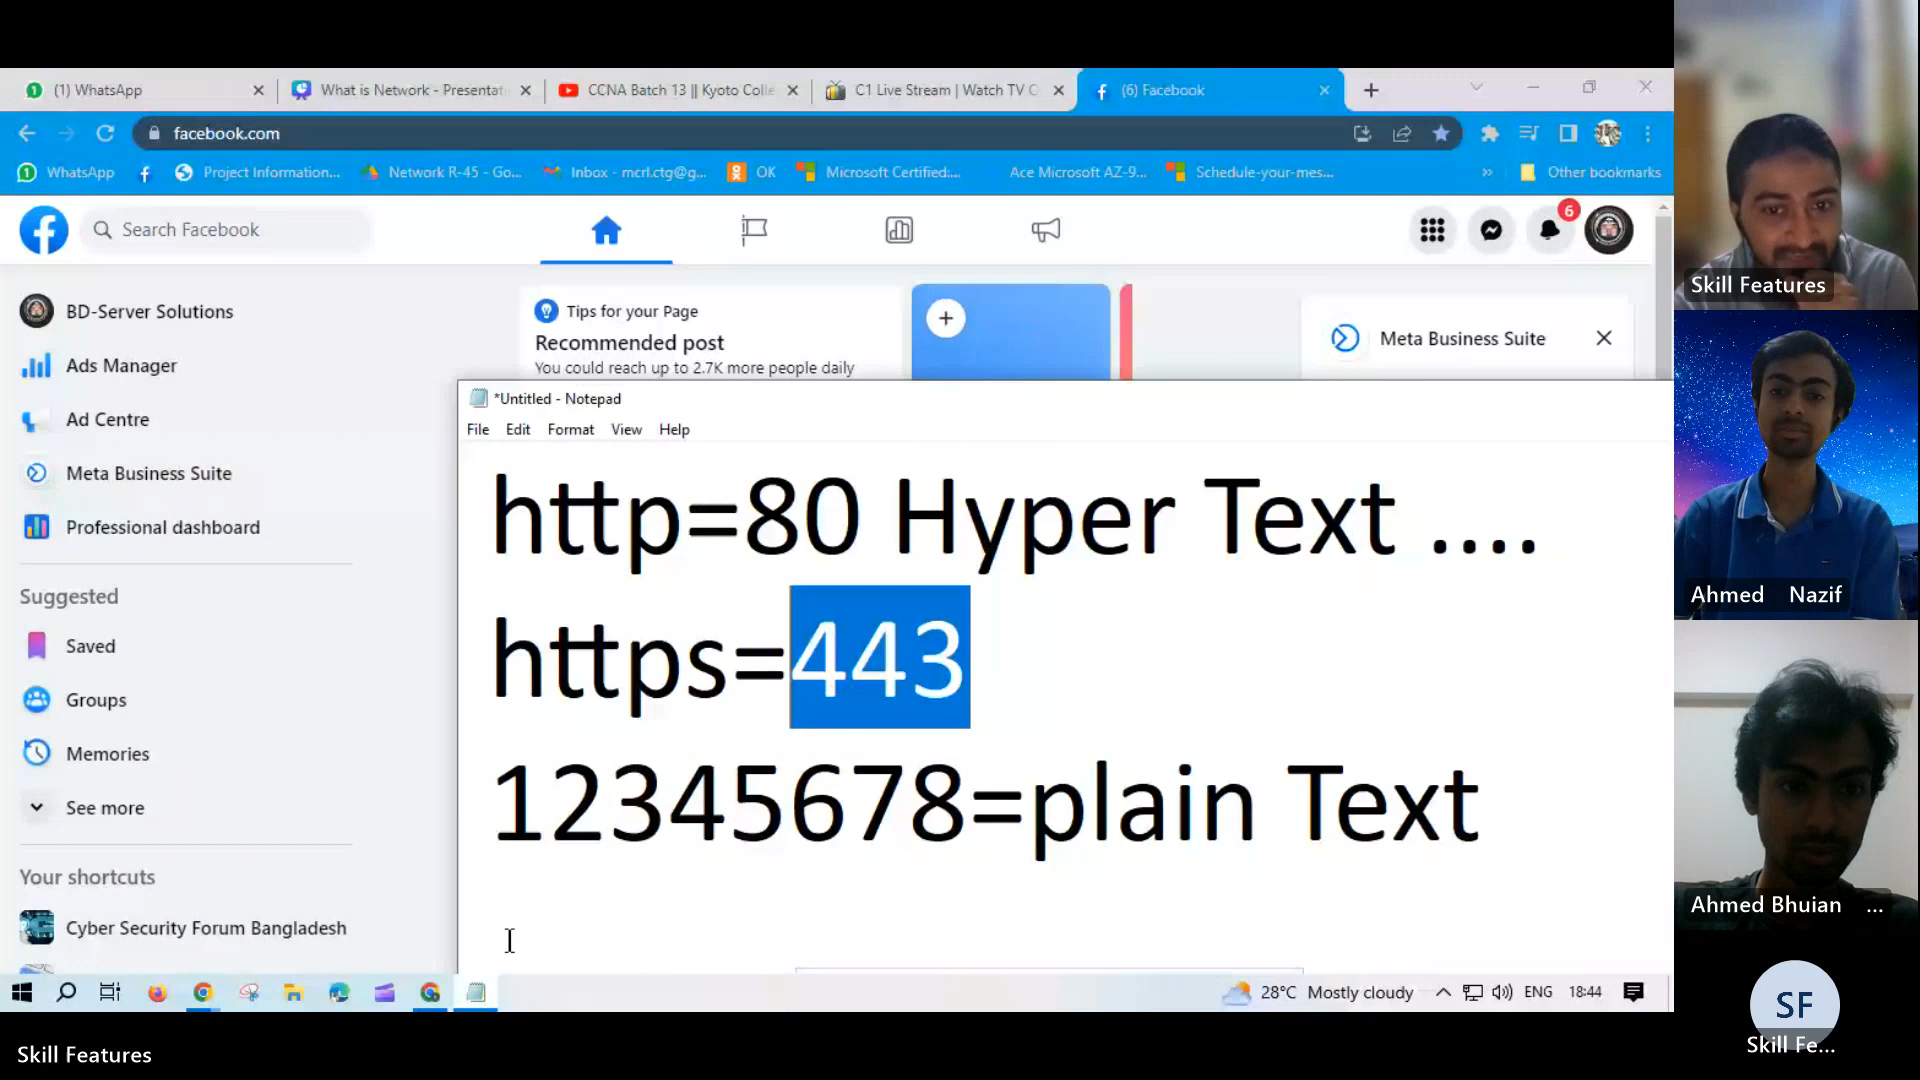 (1) WhatsApp
What is Network - Presentat
CCNA Batch 13 || Kyoto Colle
C1 Live Stream | Watch TV O
(6) Facebook
facebook.com
WhatsApp
Project Information...
Network R-45 - Go...
Inbox - mcrl.ctg@g...
OK
Microsoft Certified:...
Ace Microsoft AZ-9...
Schedule-your-mes...
»
Other bookmarks
Search Facebook
6
BD-Server Solutions
Ads Manager
Ad Centre
Meta Business Suite
Professional dashboard
Suggested
Saved
Groups
Memories
See more
Your shortcuts
Cyber Security Forum Bangladesh
Tips for your Page
Recommended post
You could reach up to 2.7K more people daily
Meta Business Suite
*Untitled - Notepad
File Edit Format View Help
http=80 Hyper Text ....
https=443
12345678=plain Text
28°C Mostly cloudy
ENG
18:44
Skill Features
Ahmed Nazif
Ahmed Bhuian ...
SF
Skill Fe...
Skill Features